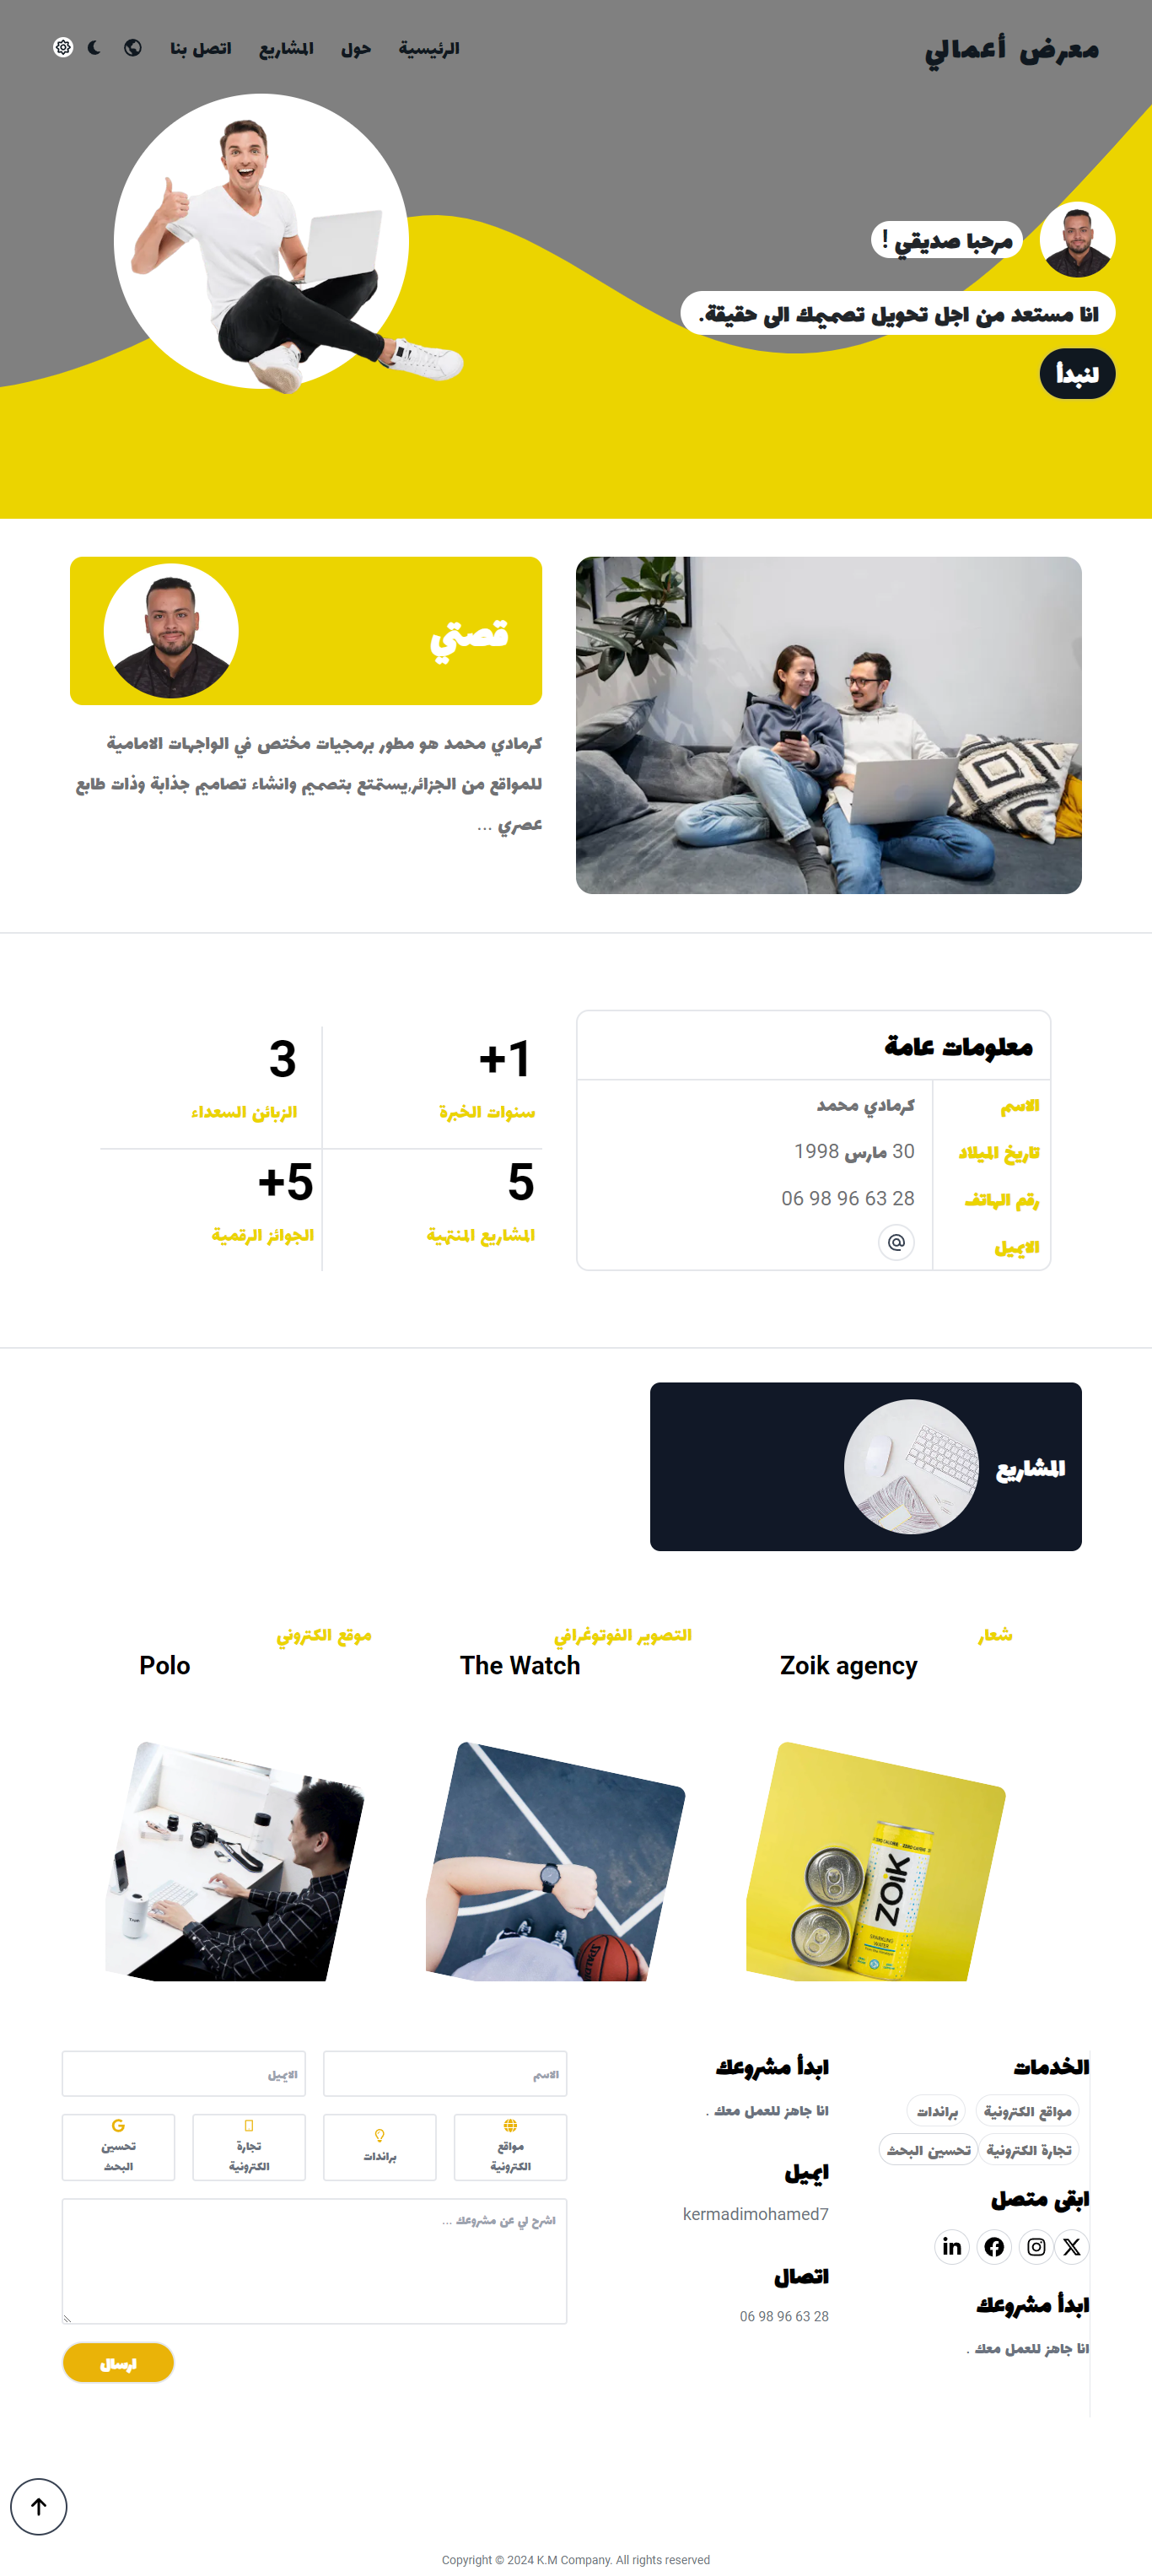 معرض أعمالي
الرئيسية
حول
المشاريع
اتصل بنا
مرحبا صديقي !
انا مستعد من اجل تحويل تصميمك الى حقيقة.
لنبدأ
قصتي
كرمادي محمد هو مطور برمجيات مختص في الواجهات الامامية
للمواقع من الجزائر,يستمتع بتصميم وانشاء تصاميم جذابة وذات طابع
عصري ...
معلومات عامة
الاسم
كرمادي محمد
تاريخ الميلاد
30 مارس 1998
رقم الهاتف
06 98 96 63 28
الايميل
+1
سنوات الخبرة
3
الزبائن السعداء
5
المشاريع المنتهية
+5
الجوائز الرقمية
المشاريع
شعار
Zoik agency
التصوير الفوتوغرافي
The Watch
موقع الكتروني
Polo
ZOiK
SPARKLING
WATER
SPALDING
الخدمات
مواقع الكترونية
براندات
تجارة الكترونية
تحسين البحث
ابقى متصل
ابدأ مشروعك
انا جاهز للعمل معك .
ابدأ مشروعك
انا جاهز للعمل معك .
ايميل
kermadimohamed7
اتصال
06 98 96 63 28
الاسم
الايميل
مواقع
الكترونية
براندات
تجارة
الكترونية
تحسين
البحث
اشرح لي عن مشروعك ...
ارسال
Copyright © 2024 K.M Company. All rights reserved